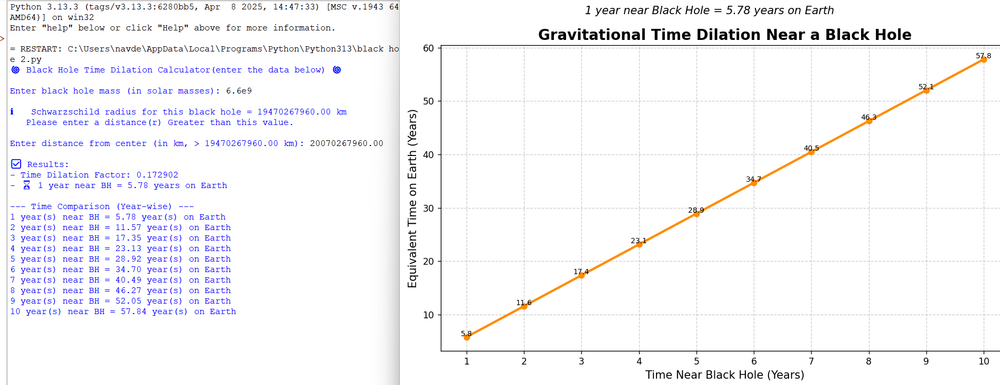 Python 3.13.3 (tags/v3.13.3:6280bb5, Apr  8 2025, 14:47:33) [MSC v.1943 64
AMD64)] on win32
Enter "help" below or click "Help" above for more information.
>
= RESTART: C:\Users\navde\AppData\Local\Programs\Python\Python313\black ho
e 2.py
🌀 Black Hole Time Dilation Calculator(enter the data below) 🌀
Enter black hole mass (in solar masses): 6.6e9
ℹ   Schwarzschild radius for this black hole = 19470267960.00 km
Please enter a distance(r) Greater than this value.
Enter distance from center (in km, > 19470267960.00 km): 20070267960.00
☑ Results:
- Time Dilation Factor: 0.172902
- ⏳ 1 year near BH = 5.78 years on Earth
--- Time Comparison (Year-wise) ---
1 year(s) near BH = 5.78 year(s) on Earth
2 year(s) near BH = 11.57 year(s) on Earth
3 year(s) near BH = 17.35 year(s) on Earth
4 year(s) near BH = 23.13 year(s) on Earth
5 year(s) near BH = 28.92 year(s) on Earth
6 year(s) near BH = 34.70 year(s) on Earth
7 year(s) near BH = 40.49 year(s) on Earth
8 year(s) near BH = 46.27 year(s) on Earth
9 year(s) near BH = 52.05 year(s) on Earth
10 year(s) near BH = 57.84 year(s) on Earth
1 year near Black Hole = 5.78 years on Earth
Gravitational Time Dilation Near a Black Hole
Equivalent Time on Earth (Years)
60
50
40
30
20
10
5.8
11.6
17.4
23.1
28.9
34.7
40.5
46.3
52.1
57.8
1 2 3 4 5 6 7 8 9 10
Time Near Black Hole (Years)